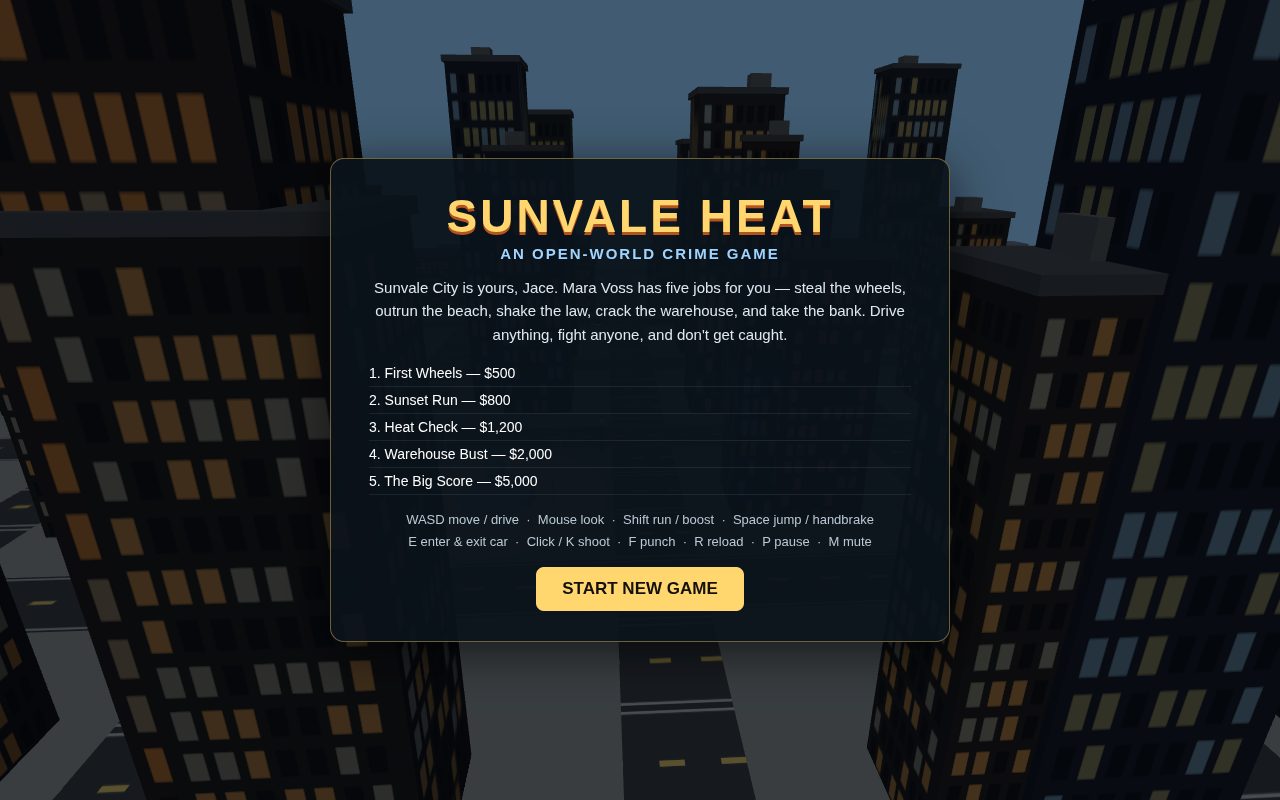 SUNVALE HEAT
AN OPEN-WORLD CRIME GAME
Sunvale City is yours, Jace. Mara Voss has five jobs for you — steal the wheels,
outrun the beach, shake the law, crack the warehouse, and take the bank. Drive
anything, fight anyone, and don't get caught.
1. First Wheels — $500
2. Sunset Run — $800
3. Heat Check — $1,200
4. Warehouse Bust — $2,000
5. The Big Score — $5,000
WASD move / drive · Mouse look · Shift run / boost · Space jump / handbrake
E enter & exit car · Click / K shoot · F punch · R reload · P pause · M mute
START NEW GAME